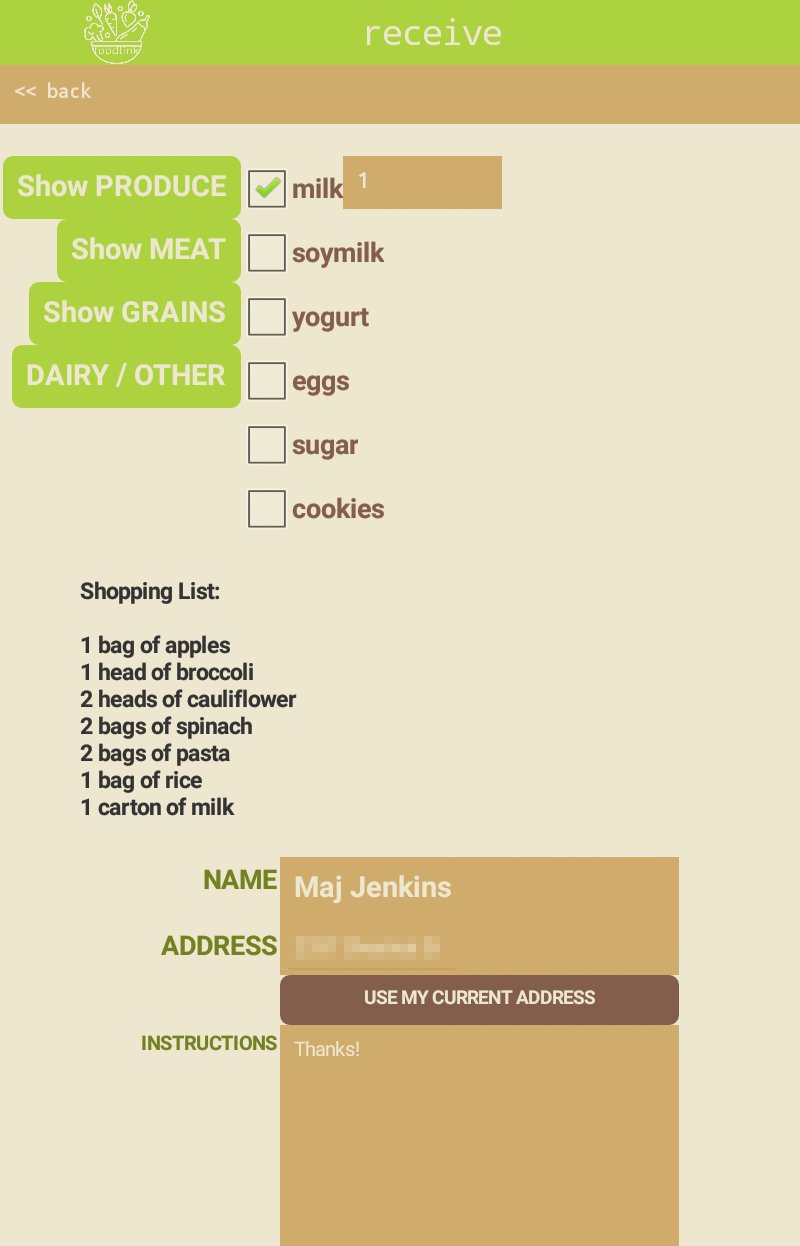 foodlink
receive
<< back
Show PRODUCE
milk
1
Show MEAT
soymilk
Show GRAINS
yogurt
DAIRY / OTHER
eggs
sugar
cookies
Shopping List:
1 bag of apples
1 head of broccoli
2 heads of cauliflower
2 bags of spinach
2 bags of pasta
1 bag of rice
1 carton of milk
NAME
Maj Jenkins
ADDRESS
USE MY CURRENT ADDRESS
INSTRUCTIONS
Thanks!